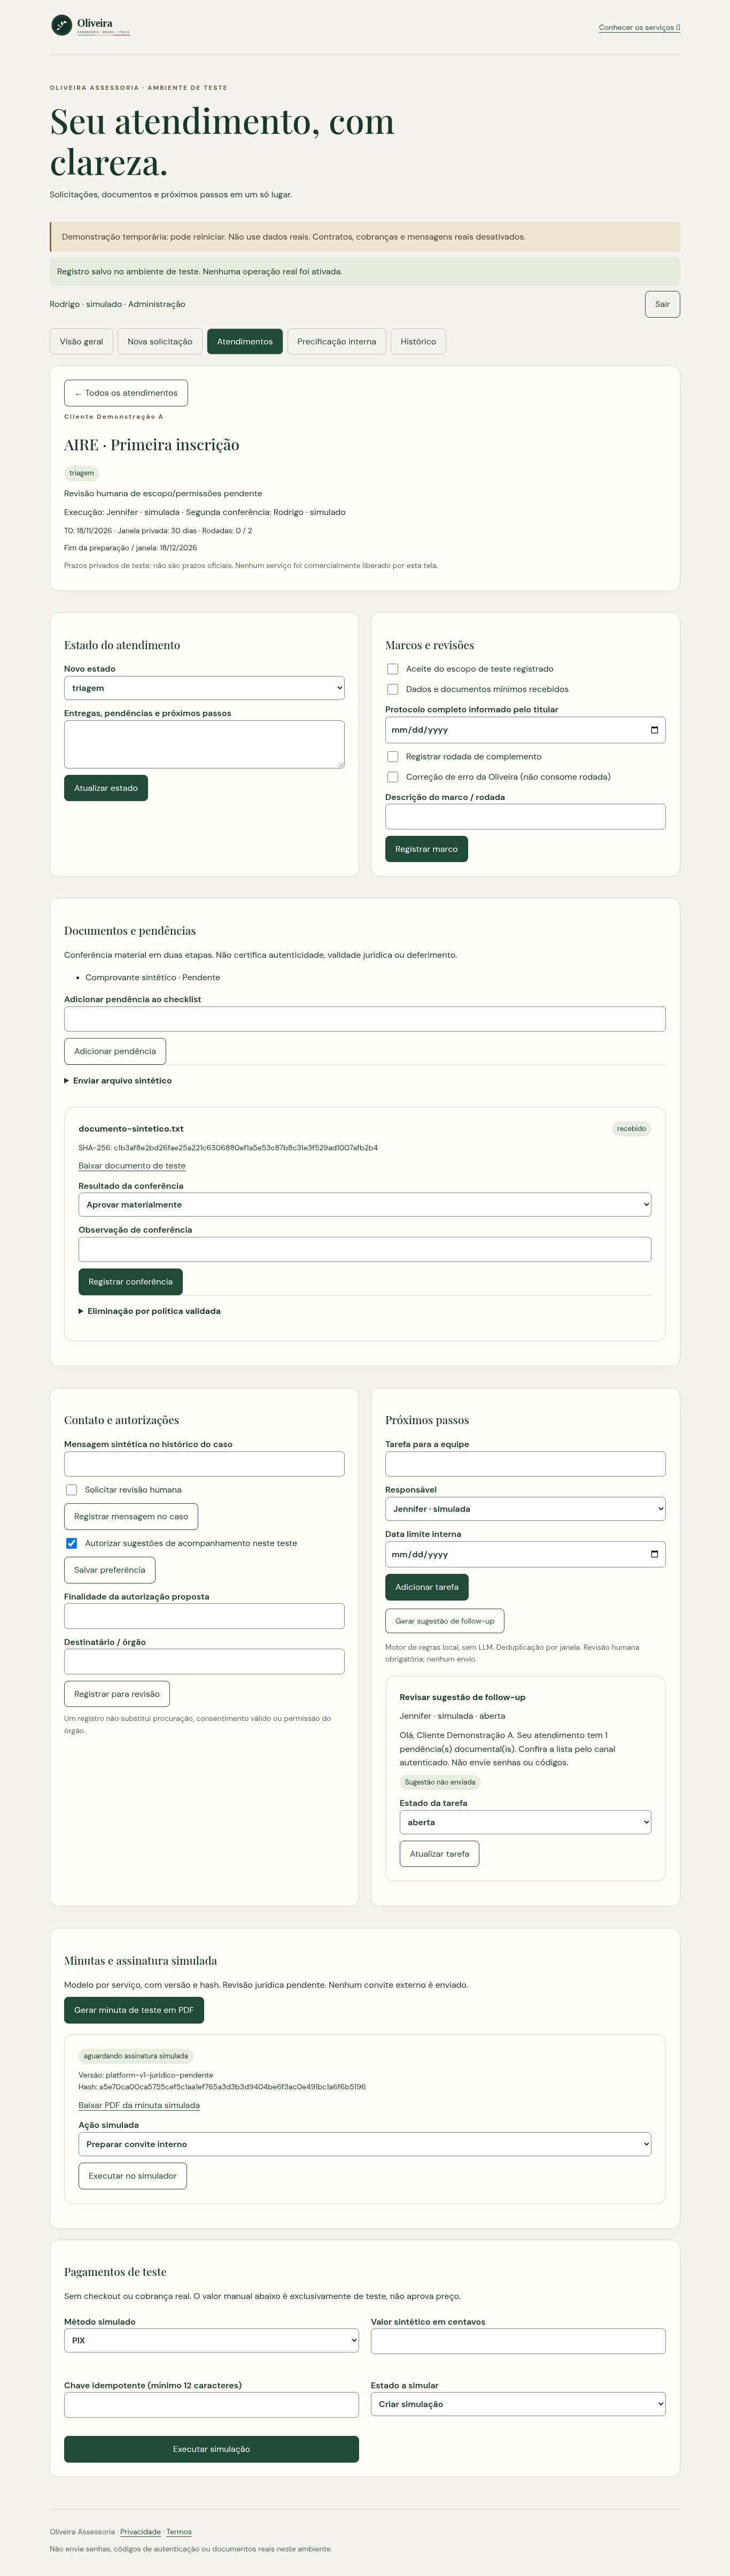 Oliveira
ASSESSORIA • BRASIL • ITÁLIA
Conhecer os serviços
OLIVEIRA ASSESSORIA · AMBIENTE DE TESTE
Seu atendimento, com
clareza.
Solicitações, documentos e próximos passos em um só lugar.
Demonstração temporária: pode reiniciar. Não use dados reais. Contratos, cobranças e mensagens reais desativados.
Registro salvo no ambiente de teste. Nenhuma operação real foi ativada.
Rodrigo · simulado · Administração
Sair
Visão geral
Nova solicitação
Atendimentos
Precificação interna
Histórico
← Todos os atendimentos
Cliente Demonstração A
AIRE · Primeira inscrição
triagem
Revisão humana de escopo/permissões pendente
Execução: Jennifer · simulada · Segunda conferência: Rodrigo · simulado
T0: 18/11/2026 · Janela privada: 30 dias · Rodadas: 0 / 2
Fim da preparação / janela: 18/12/2026
Prazos privados de teste; não são prazos oficiais. Nenhum serviço foi comercialmente liberado por esta tela.
Estado do atendimento
Novo estado
triagem
Entregas, pendências e próximos passos
Atualizar estado
Marcos e revisões
Aceite do escopo de teste registrado
Dados e documentos mínimos recebidos
Protocolo completo informado pelo titular
mm/dd/yyyy
Registrar rodada de complemento
Correção de erro da Oliveira (não consome rodada)
Descrição do marco / rodada
Registrar marco
Documentos e pendências
Conferência material em duas etapas. Não certifica autenticidade, validade jurídica ou deferimento.
• Comprovante sintético · Pendente
Adicionar pendência ao checklist
Adicionar pendência
▶ Enviar arquivo sintético
documento-sintetico.txt
recebido
SHA-256: c1b3af8e2bd26fae25a221c6306880ef1a5e53c87b8c31e3f529ad1007afb2b4
Baixar documento de teste
Resultado da conferência
Aprovar materialmente
Observação de conferência
Registrar conferência
▶ Eliminação por política validada
Contato e autorizações
Mensagem sintética no histórico do caso
Solicitar revisão humana
Registrar mensagem no caso
Autorizar sugestões de acompanhamento neste teste
Salvar preferência
Finalidade da autorização proposta
Destinatário / órgão
Registrar para revisão
Um registro não substitui procuração, consentimento válido ou permissão do
órgão.
Próximos passos
Tarefa para a equipe
Responsável
Jennifer · simulada
Data limite interna
mm/dd/yyyy
Adicionar tarefa
Gerar sugestão de follow-up
Motor de regras local, sem LLM. Deduplicação por janela. Revisão humana
obrigatória; nenhum envio.
Revisar sugestão de follow-up
Jennifer · simulada · aberta
Olá, Cliente Demonstração A. Seu atendimento tem 1
pendência(s) documental(is). Confira a lista pelo canal
autenticado. Não envie senhas ou códigos.
Sugestão não enviada
Estado da tarefa
aberta
Atualizar tarefa
Minutas e assinatura simulada
Modelo por serviço, com versão e hash. Revisão jurídica pendente. Nenhum convite externo é enviado.
Gerar minuta de teste em PDF
aguardando assinatura simulada
Versão: platform-v1-juridico-pendente
Hash: a5e70ca00ca5755cef5c1aa1ef765a3d3b3d9404be6f3ac0e491bc1a6f6b5196
Baixar PDF da minuta simulada
Ação simulada
Preparar convite interno
Executar no simulador
Pagamentos de teste
Sem checkout ou cobrança real. O valor manual abaixo é exclusivamente de teste, não aprova preço.
Método simulado
PIX
Valor sintético em centavos
Chave idempotente (mínimo 12 caracteres)
Estado a simular
Criar simulação
Executar simulação
Oliveira Assessoria · Privacidade · Termos
Não envie senhas, códigos de autenticação ou documentos reais neste ambiente.